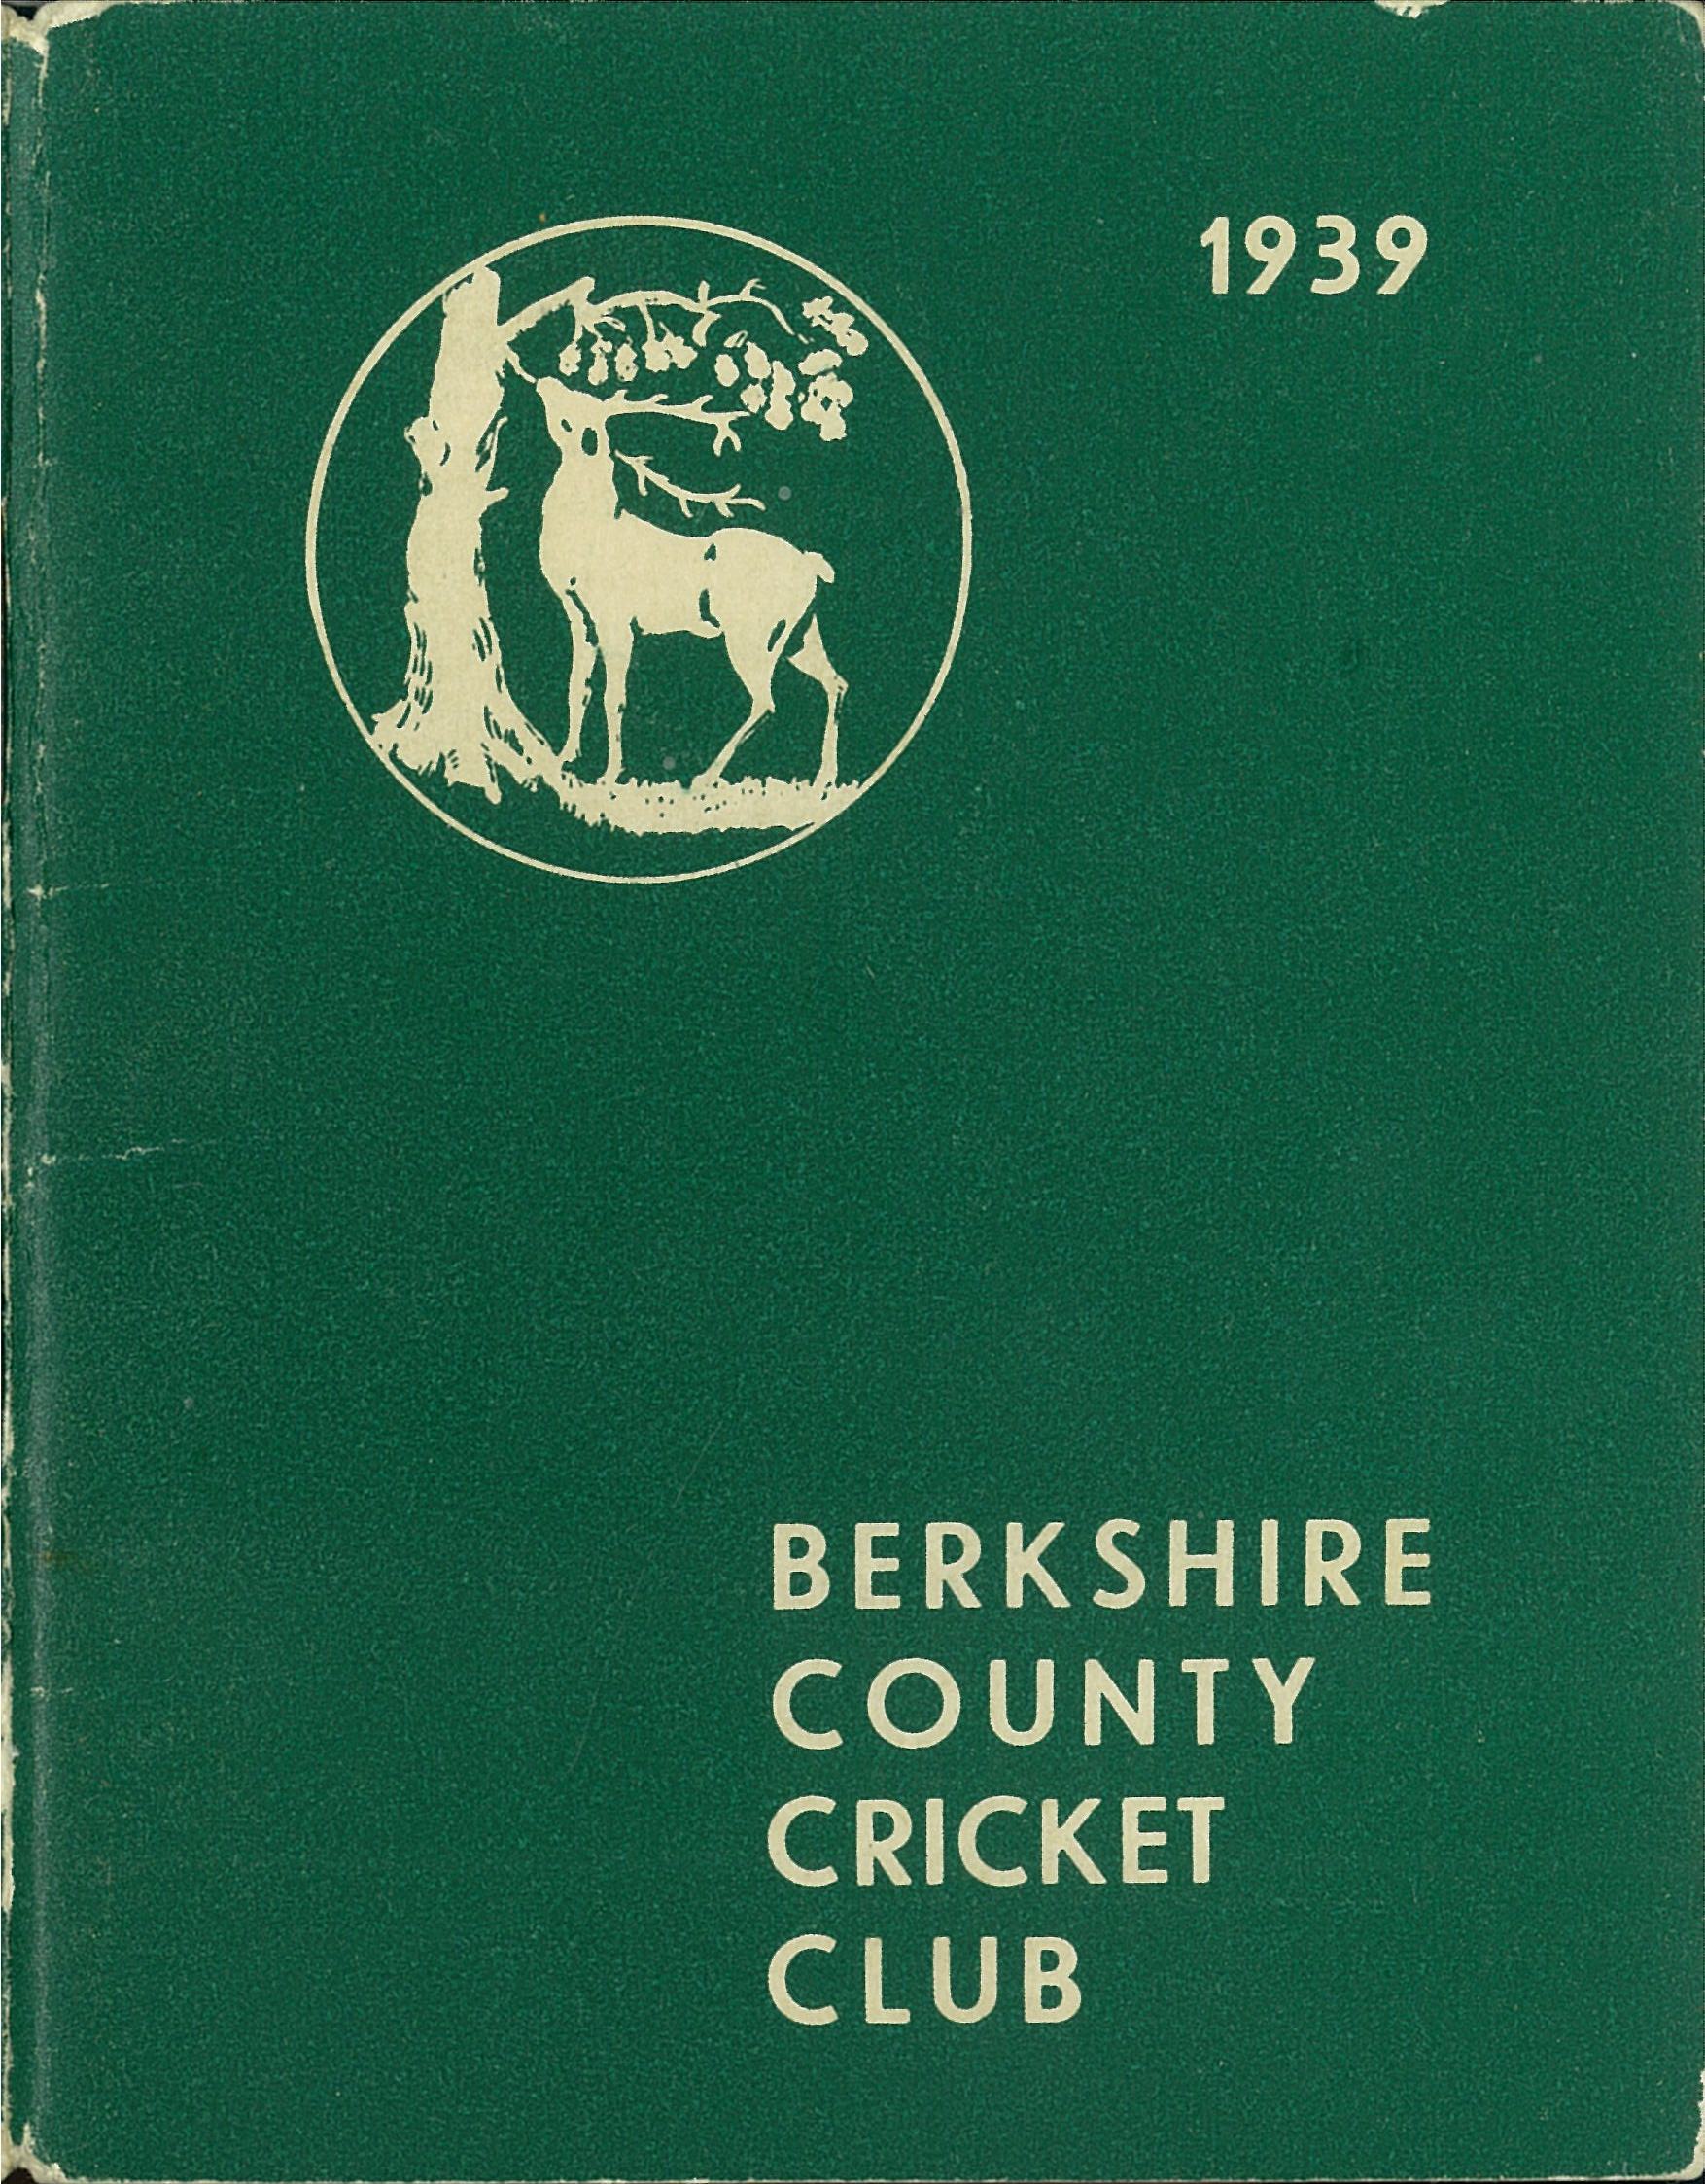 1939
BERKSHIRE
COUNTY
CRICKET
CLUB